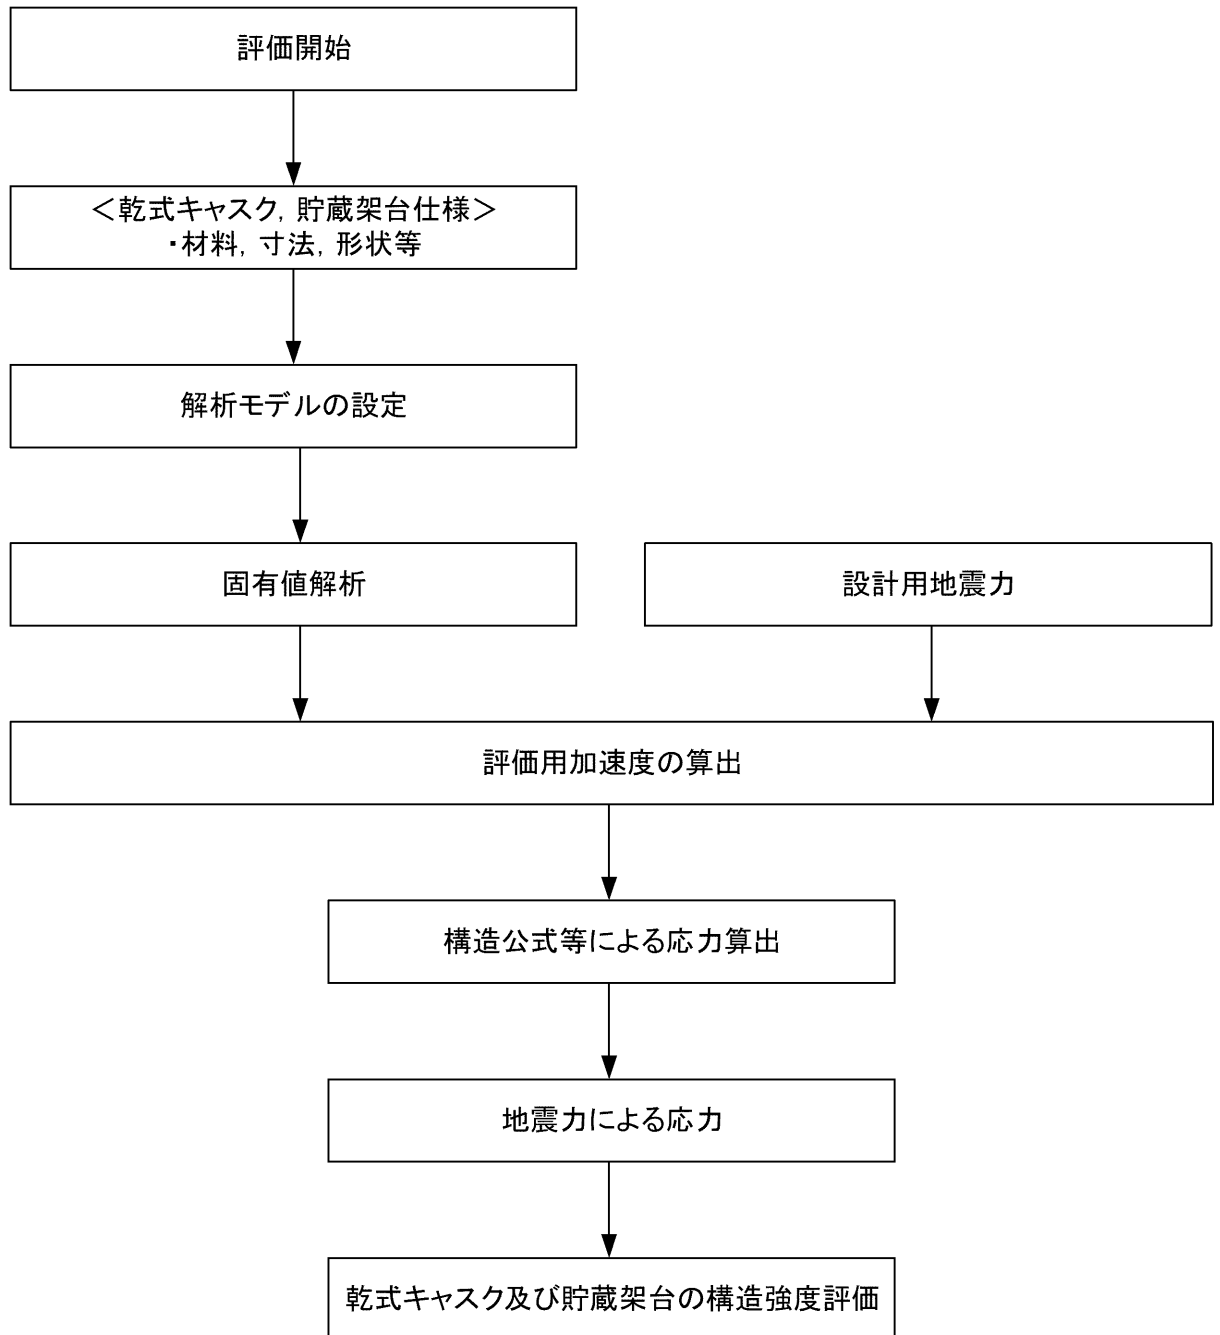 評価開始
＜乾式キャスク，貯蔵架台仕様＞
・材料，寸法，形状等
解析モデルの設定
固有値解析
設計用地震力
評価用加速度の算出
構造公式等による応力算出
地震力による応力
乾式キャスク及び貯蔵架台の構造強度評価